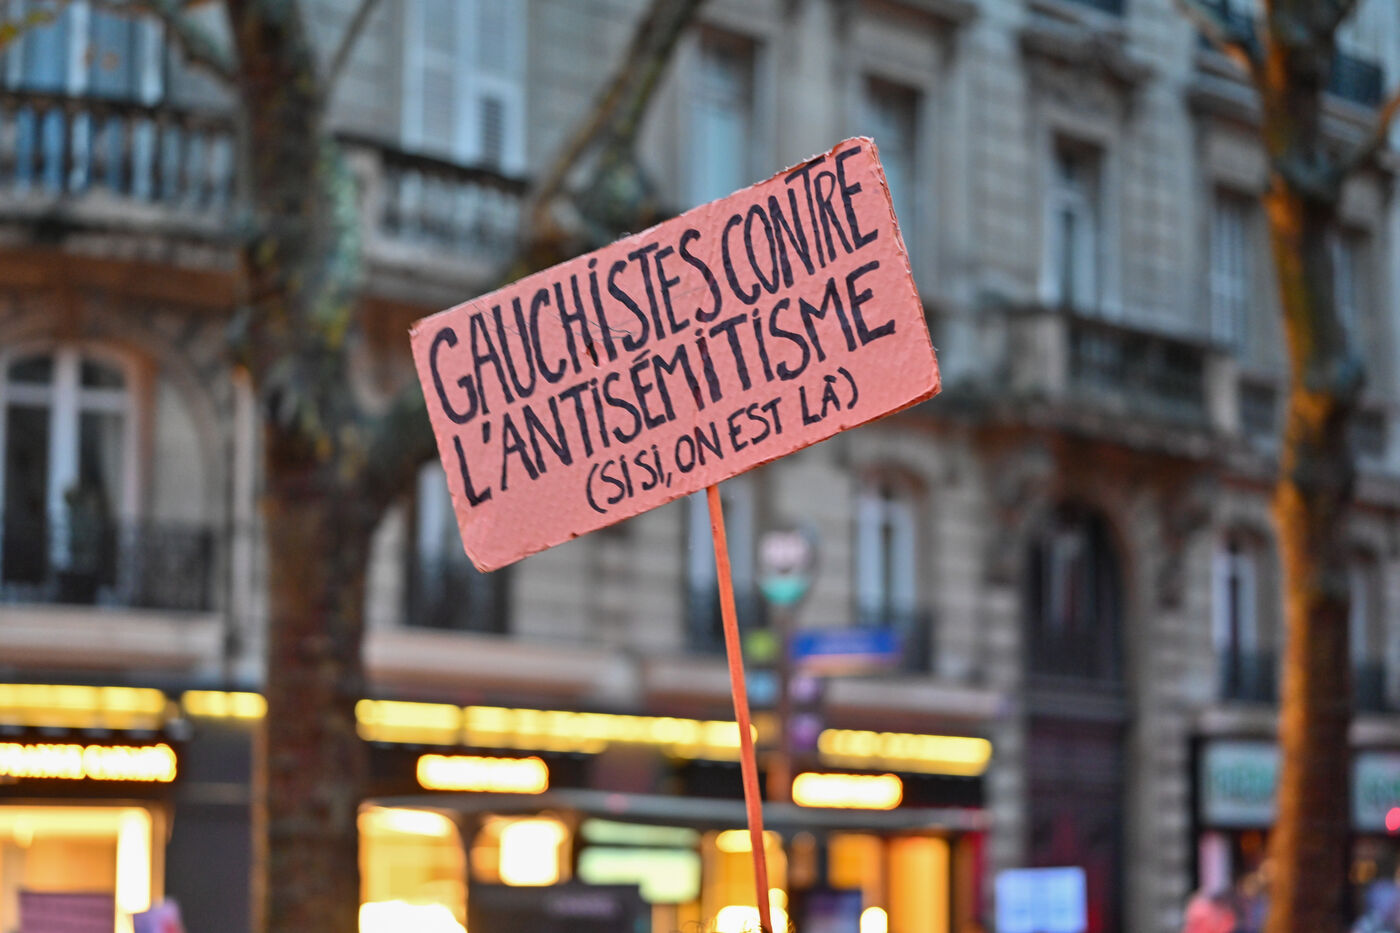 GAUCHISTES CONTRE
L'ANTISÉMITISME
(SI SI, ON EST LÀ)